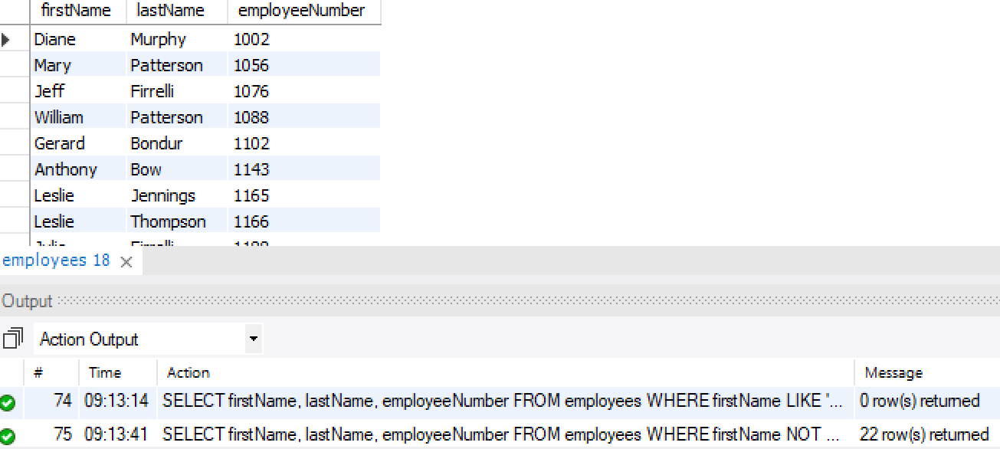 firstName lastName employeeNumber
Diane Murphy 1002
Mary Patterson 1056
Jeff Firrelli 1076
William Patterson 1088
Gerard Bondur 1102
Anthony Bow 1143
Leslie Jennings 1165
Leslie Thompson 1166
employees 18
Output
Action Output
# Time Action Message
74 09:13:14 SELECT firstName, lastName, employeeNumber FROM employees WHERE firstName LIKE '... 0 row(s) returned
75 09:13:41 SELECT firstName, lastName, employeeNumber FROM employees WHERE firstName NOT ... 22 row(s) returned